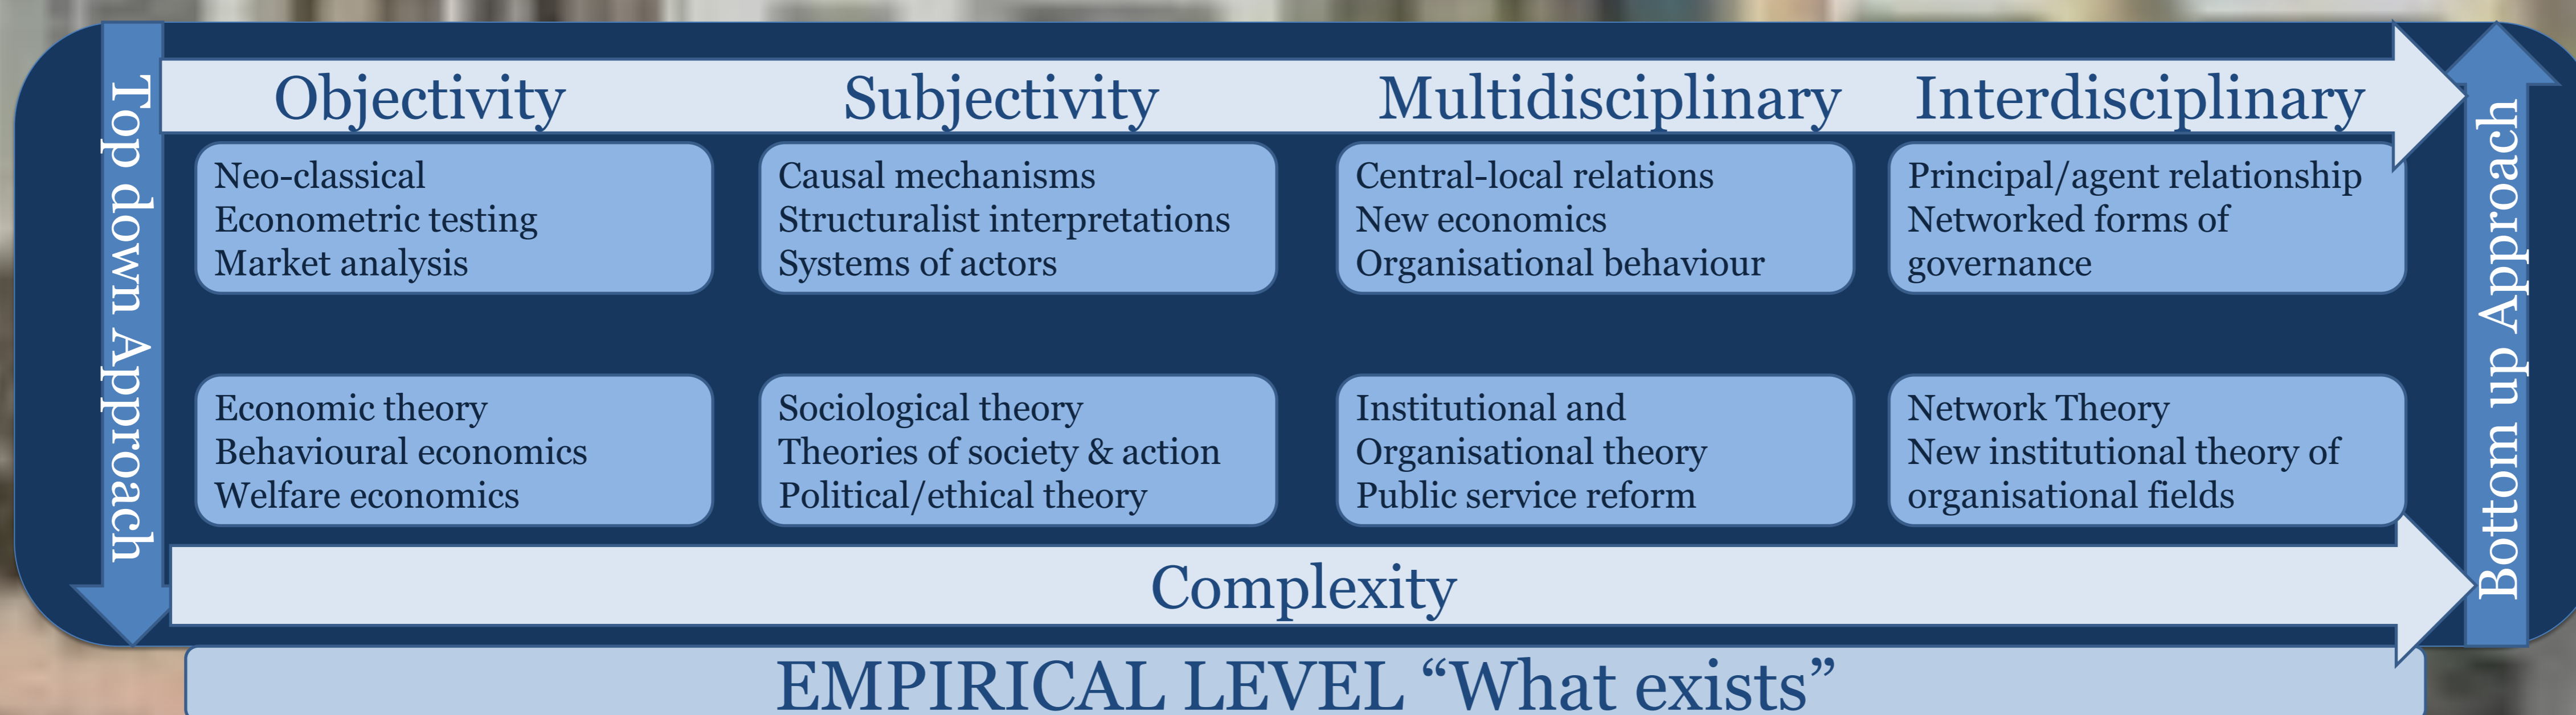 Top down Approach
Objectivity
Subjectivity
Multidisciplinary
Interdisciplinary
Neo-classical
Econometric testing
Market analysis
Causal mechanisms
Structuralist interpretations
Systems of actors
Central-local relations
New economics
Organisational behaviour
Principal/agent relationship
Networked forms of
governance
Economic theory
Behavioural economics
Welfare economics
Sociological theory
Theories of society & action
Political/ethical theory
Institutional and
Organisational theory
Public service reform
Network Theory
New institutional theory of
organisational fields
Complexity
Bottom up Approach
EMPIRICAL LEVEL “What exists”